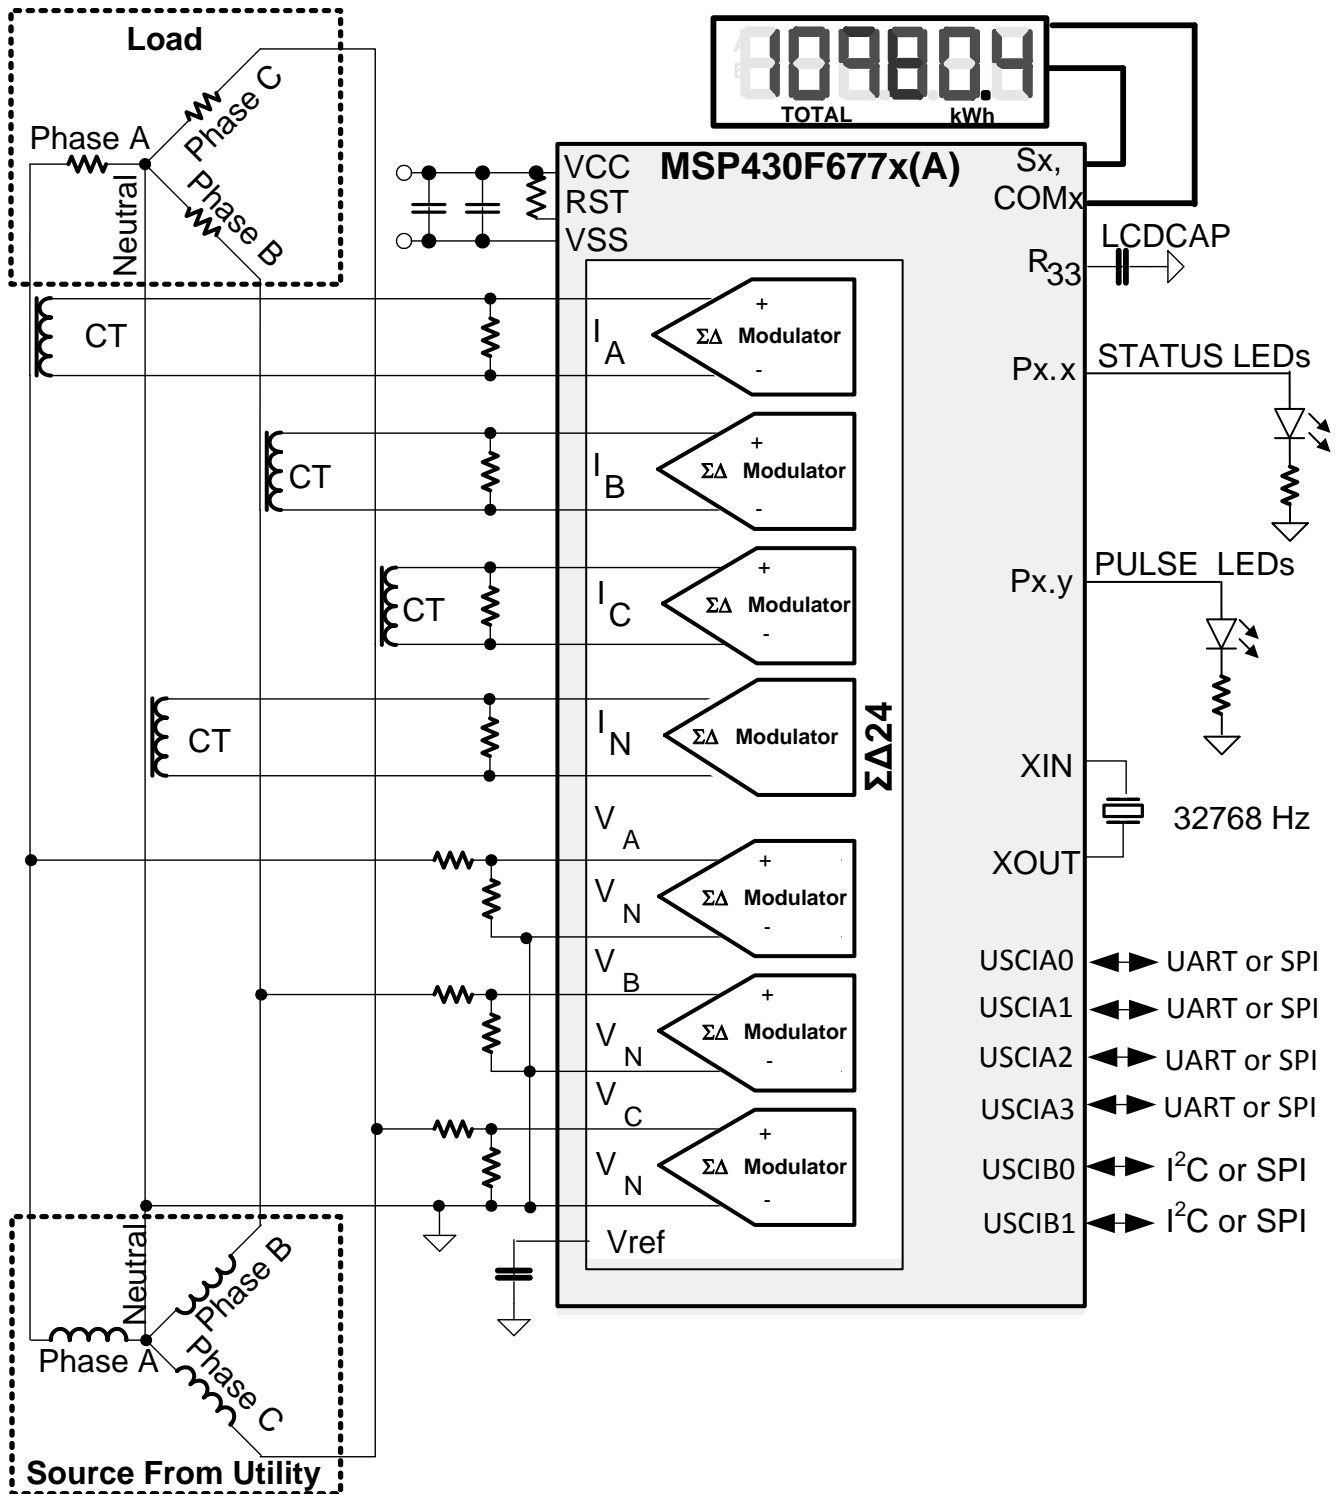 Load
Phase A
Phase C
Phase B
Neutral
109804
TOTAL
kWh
MSP430F677x(A)
VCC
RST
VSS
Sx,
COMx
R33
LCDCAP
CT
IA
+
ΣΔ Modulator
-
Px.x
STATUS LEDs
CT
IB
+
ΣΔ Modulator
-
Px.y
PULSE LEDs
CT
IC
+
ΣΔ Modulator
-
CT
IN
ΣΔ Modulator
ΣΔ24
XIN
32768 Hz
XOUT
VA
+
ΣΔ Modulator
-
VN
VB
+
ΣΔ Modulator
-
VN
VC
+
ΣΔ Modulator
-
VN
Vref
USCIA0 UART or SPI
USCIA1 UART or SPI
USCIA2 UART or SPI
USCIA3 UART or SPI
USCIB0 I²C or SPI
USCIB1 I²C or SPI
Neutral
Phase B
Phase A
Phase C
Source From Utility